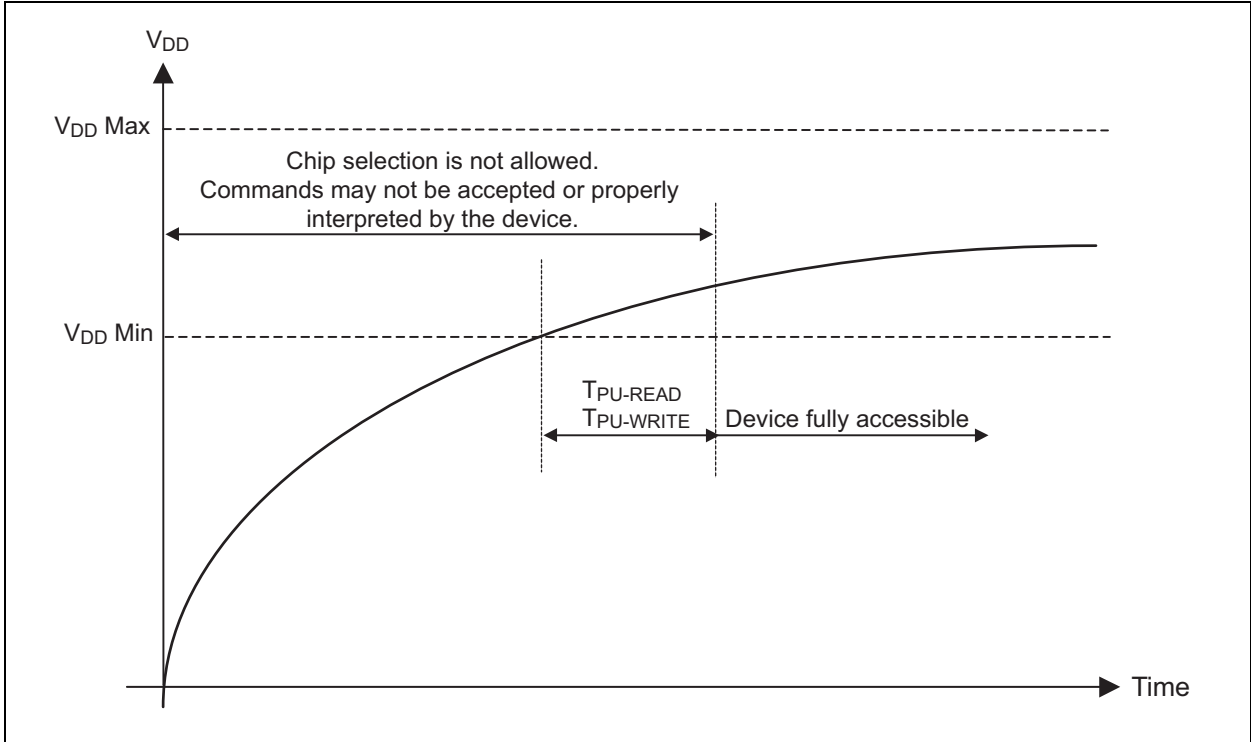 VDD
VDD Max
Chip selection is not allowed.
Commands may not be accepted or properly
interpreted by the device.
VDD Min
TPU-READ
TPU-WRITE
Device fully accessible
Time